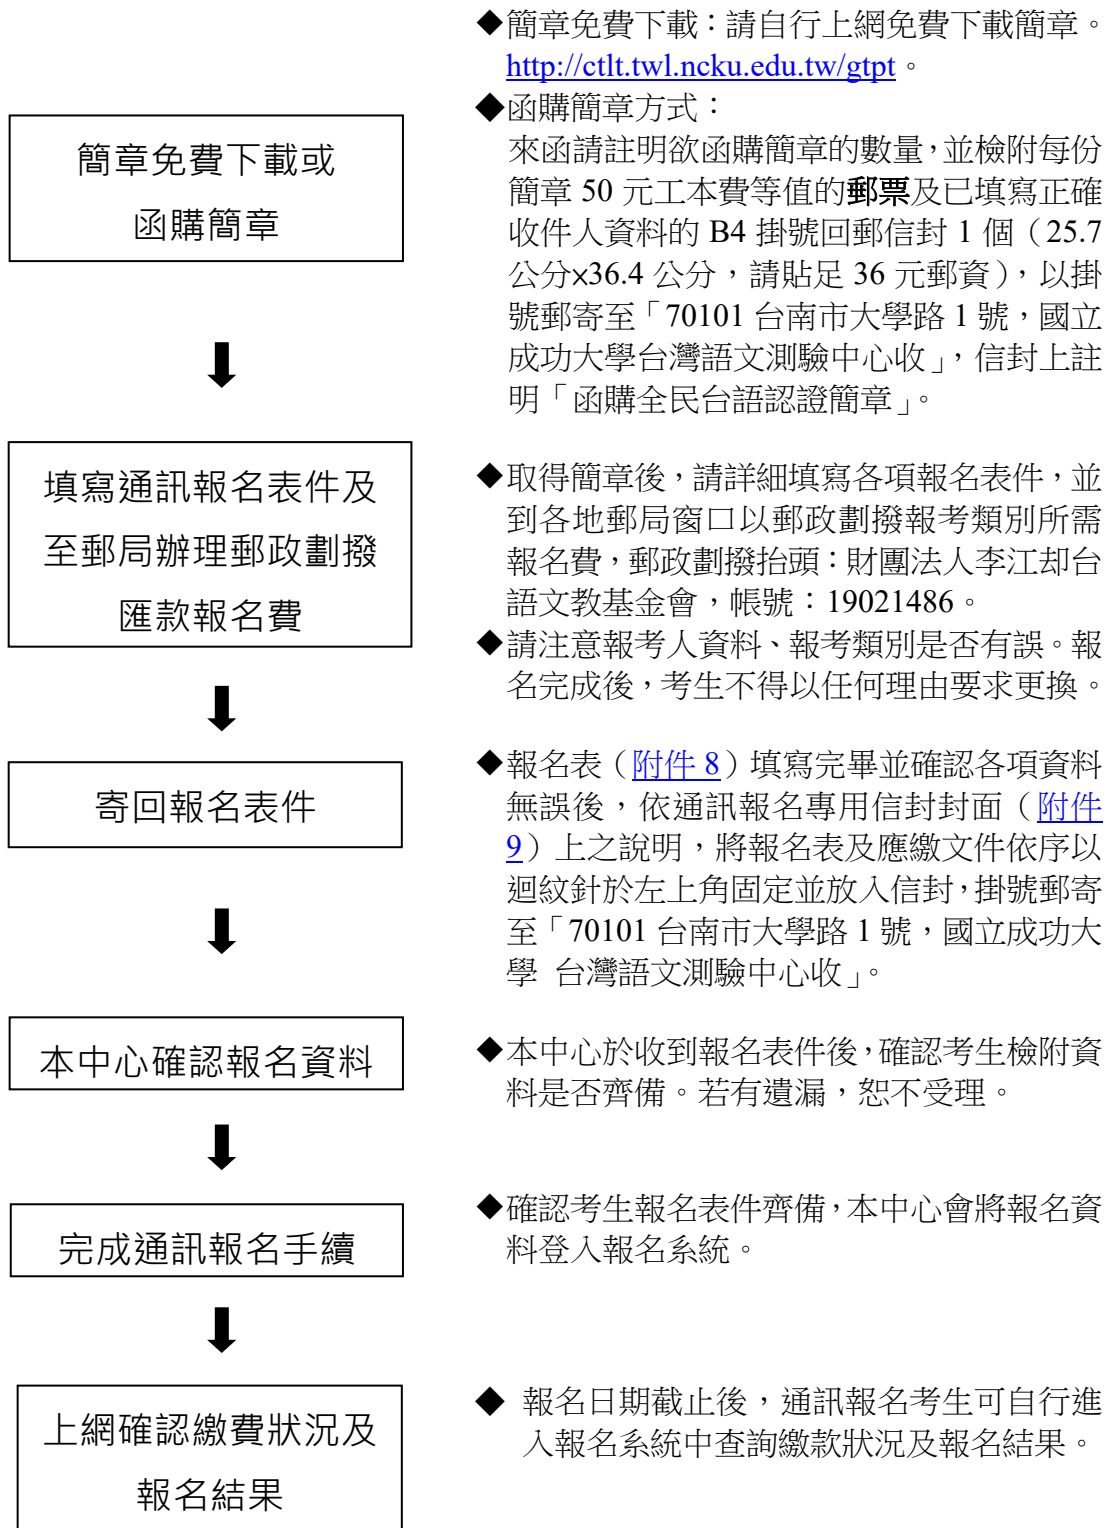 簡章免費下載或
函購簡章
◆簡章免費下載：請自行上網免費下載簡章。
http://ctlt.twl.ncku.edu.tw/gtpt。
◆函購簡章方式：
來函請註明欲函購簡章的數量，並檢附每份
簡章 50 元工本費等值的郵票及已填寫正確
收件人資料的 B4 掛號回郵信封 1 個（25.7
公分×36.4 公分，請貼足 36 元郵資），以掛
號郵寄至「70101 台南市大學路 1 號，國立
成功大學台灣語文測驗中心收」，信封上註
明「函購全民台語認證簡章」。
填寫通訊報名表件及
至郵局辦理郵政劃撥
匯款報名費
◆取得簡章後，請詳細填寫各項報名表件，並
到各地郵局窗口以郵政劃撥報考類別所需
報名費，郵政劃撥抬頭：財團法人李江却台
語文教基金會，帳號：19021486。
◆請注意報考人資料、報考類別是否有誤。報
名完成後，考生不得以任何理由要求更換。
寄回報名表件
◆報名表（附件 8）填寫完畢並確認各項資料
無誤後，依通訊報名專用信封封面（附件
9）上之說明，將報名表及應繳文件依序以
迴紋針於左上角固定並放入信封，掛號郵寄
至「70101 台南市大學路 1 號，國立成功大
學 台灣語文測驗中心收」。
本中心確認報名資料
◆本中心於收到報名表件後，確認考生檢附資
料是否齊備。若有遺漏，恕不受理。
完成通訊報名手續
◆確認考生報名表件齊備，本中心會將報名資
料登入報名系統。
上網確認繳費狀況及
報名結果
◆ 報名日期截止後，通訊報名考生可自行進
入報名系統中查詢繳款狀況及報名結果。